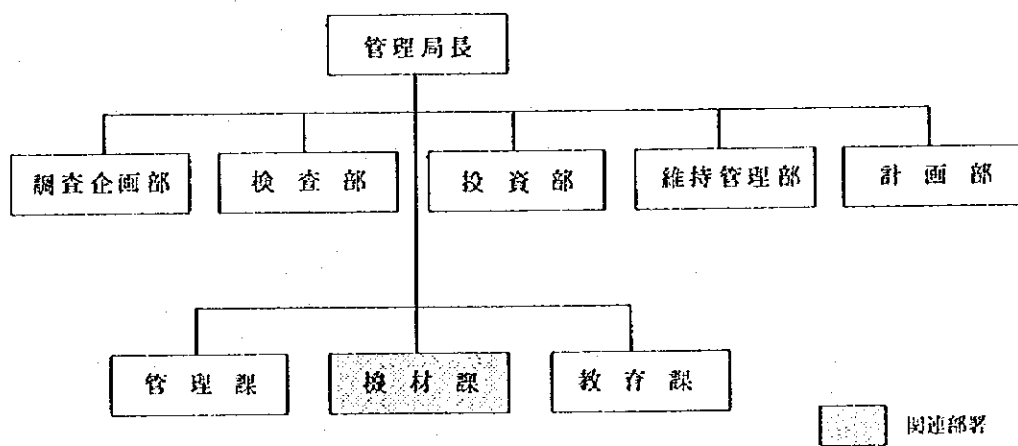 管理局長
調査企画部 検査部 投資部 維持管理部 計画部
管理課 機材課 教育課
関連部署